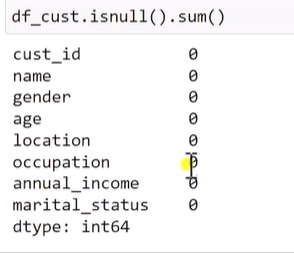 df_cust.isnull().sum()
cust_id 0
name 0
gender 0
age 0
location 0
occupation 0
annual_income 0
marital_status 0
dtype: int64